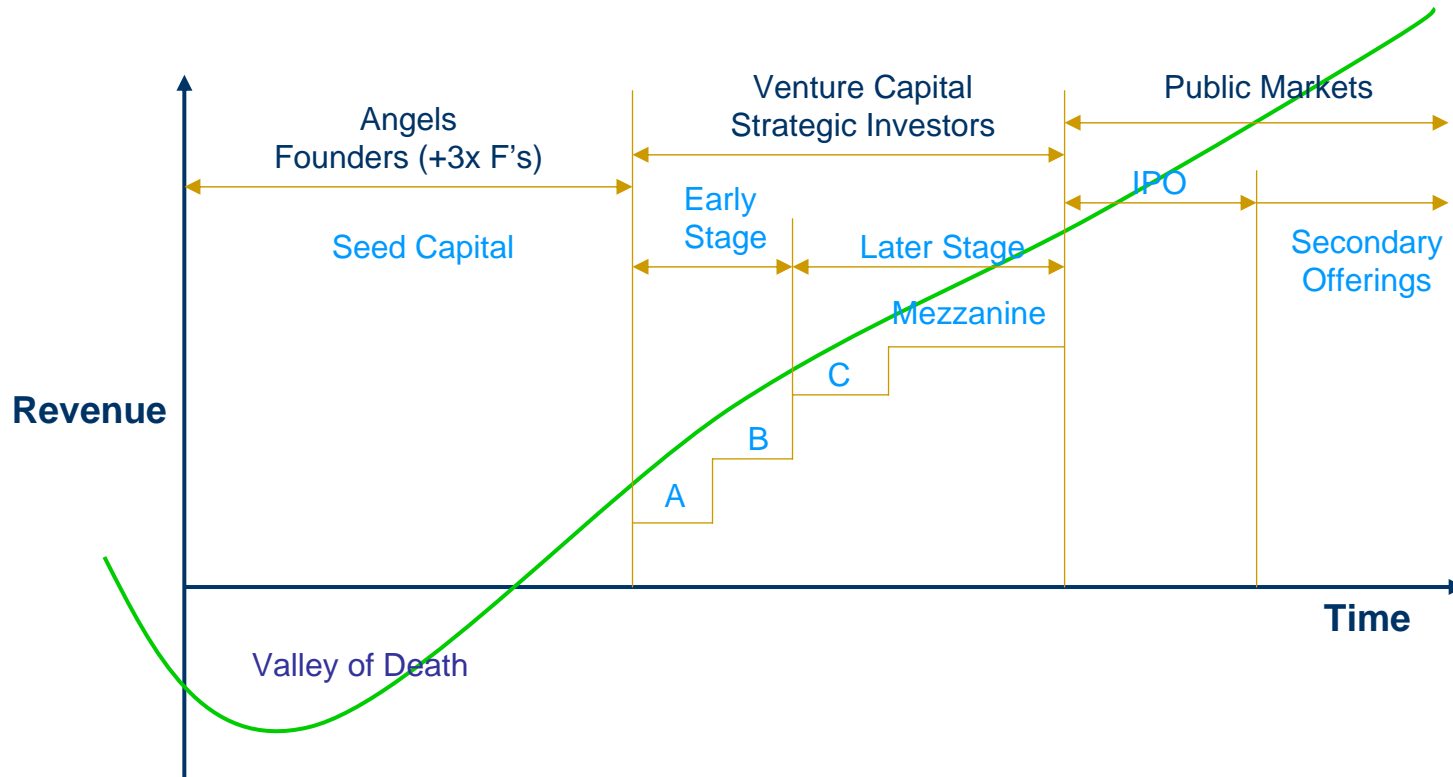 Angels
Founders (+3x F's)
Venture Capital
Strategic Investors
Public Markets
Seed Capital
Early
Stage
Later Stage
IPO
Secondary
Offerings
Mezzanine
C
B
A
Revenue
Time
Valley of Death